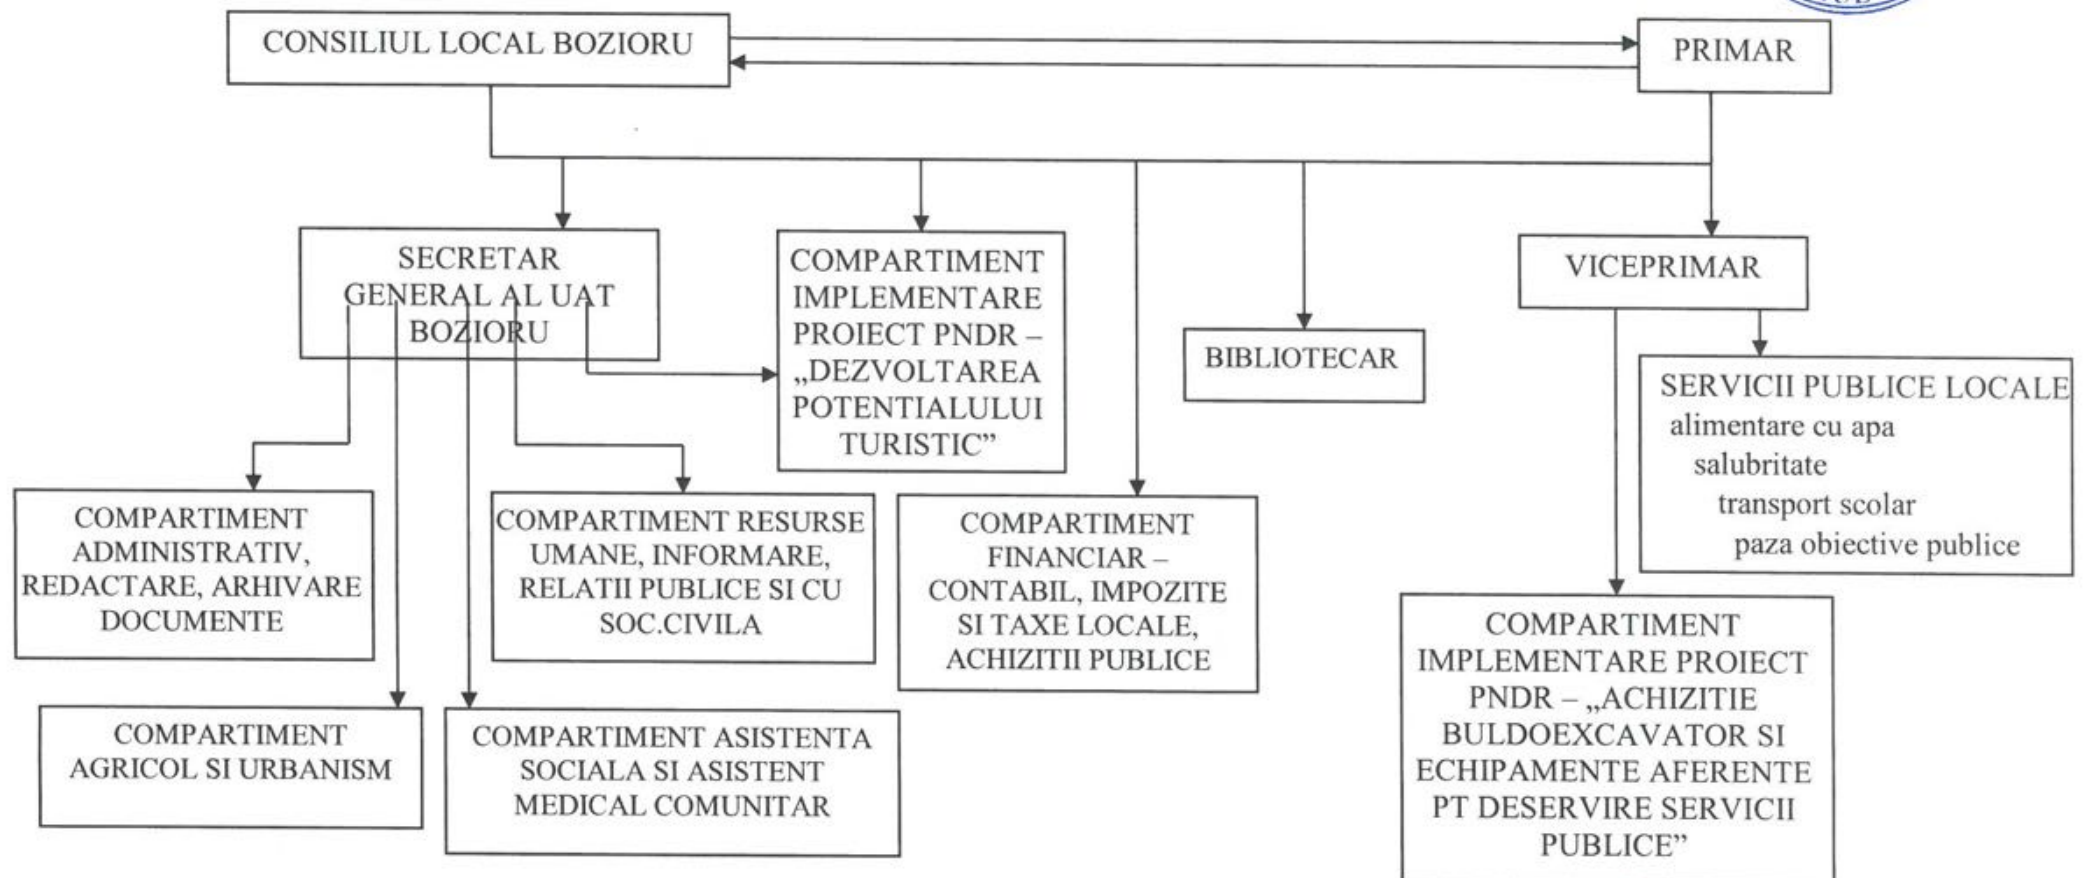 CONSILIUL LOCAL BOZIORU
PRIMAR
SECRETAR
GENERAL AL UAT
BOZIORU
COMPARTIMENT
IMPLEMENTARE
PROIECT PNDR –
„DEZVOLTAREA
POTENTIALULUI
TURISTIC”
BIBLIOTECAR
VICEPRIMAR
SERVICII PUBLICE LOCALE
alimentare cu apa
salubritate
transport scolar
paza obiective publice
COMPARTIMENT
ADMINISTRATIV,
REDACTARE, ARHIVARE
DOCUMENTE
COMPARTIMENT RESURSE
UMANE, INFORMARE,
RELATII PUBLICE SI CU
SOC.CIVILA
COMPARTIMENT
FINANCIAR –
CONTABIL, IMPOZITE
SI TAXE LOCALE,
ACHIZITII PUBLICE
COMPARTIMENT
IMPLEMENTARE PROIECT
PNDR – „ACHIZITIE
BULDOEXCAVATOR SI
ECHIPAMENTE AFERENTE
PT DESERVIRE SERVICII
PUBLICE”
COMPARTIMENT
AGRICOL SI URBANISM
COMPARTIMENT ASISTENTA
SOCIALA SI ASISTENT
MEDICAL COMUNITAR